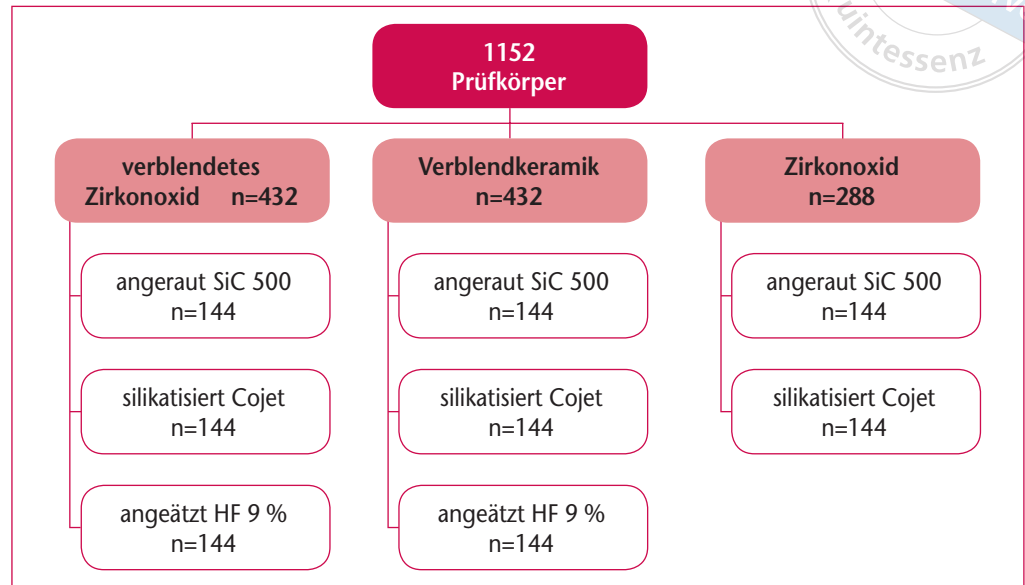 1152
Prüfkörper
verblendetes
Zirkonoxid n=432
Verblendkeramik
n=432
Zirkonoxid
n=288
angeraut SiC 500
n=144
silikatisiert Cojet
n=144
angeätzt HF 9 %
n=144
angeraut SiC 500
n=144
silikatisiert Cojet
n=144
angeätzt HF 9 %
n=144
angeraut SiC 500
n=144
silikatisiert Cojet
n=144
uintessenz